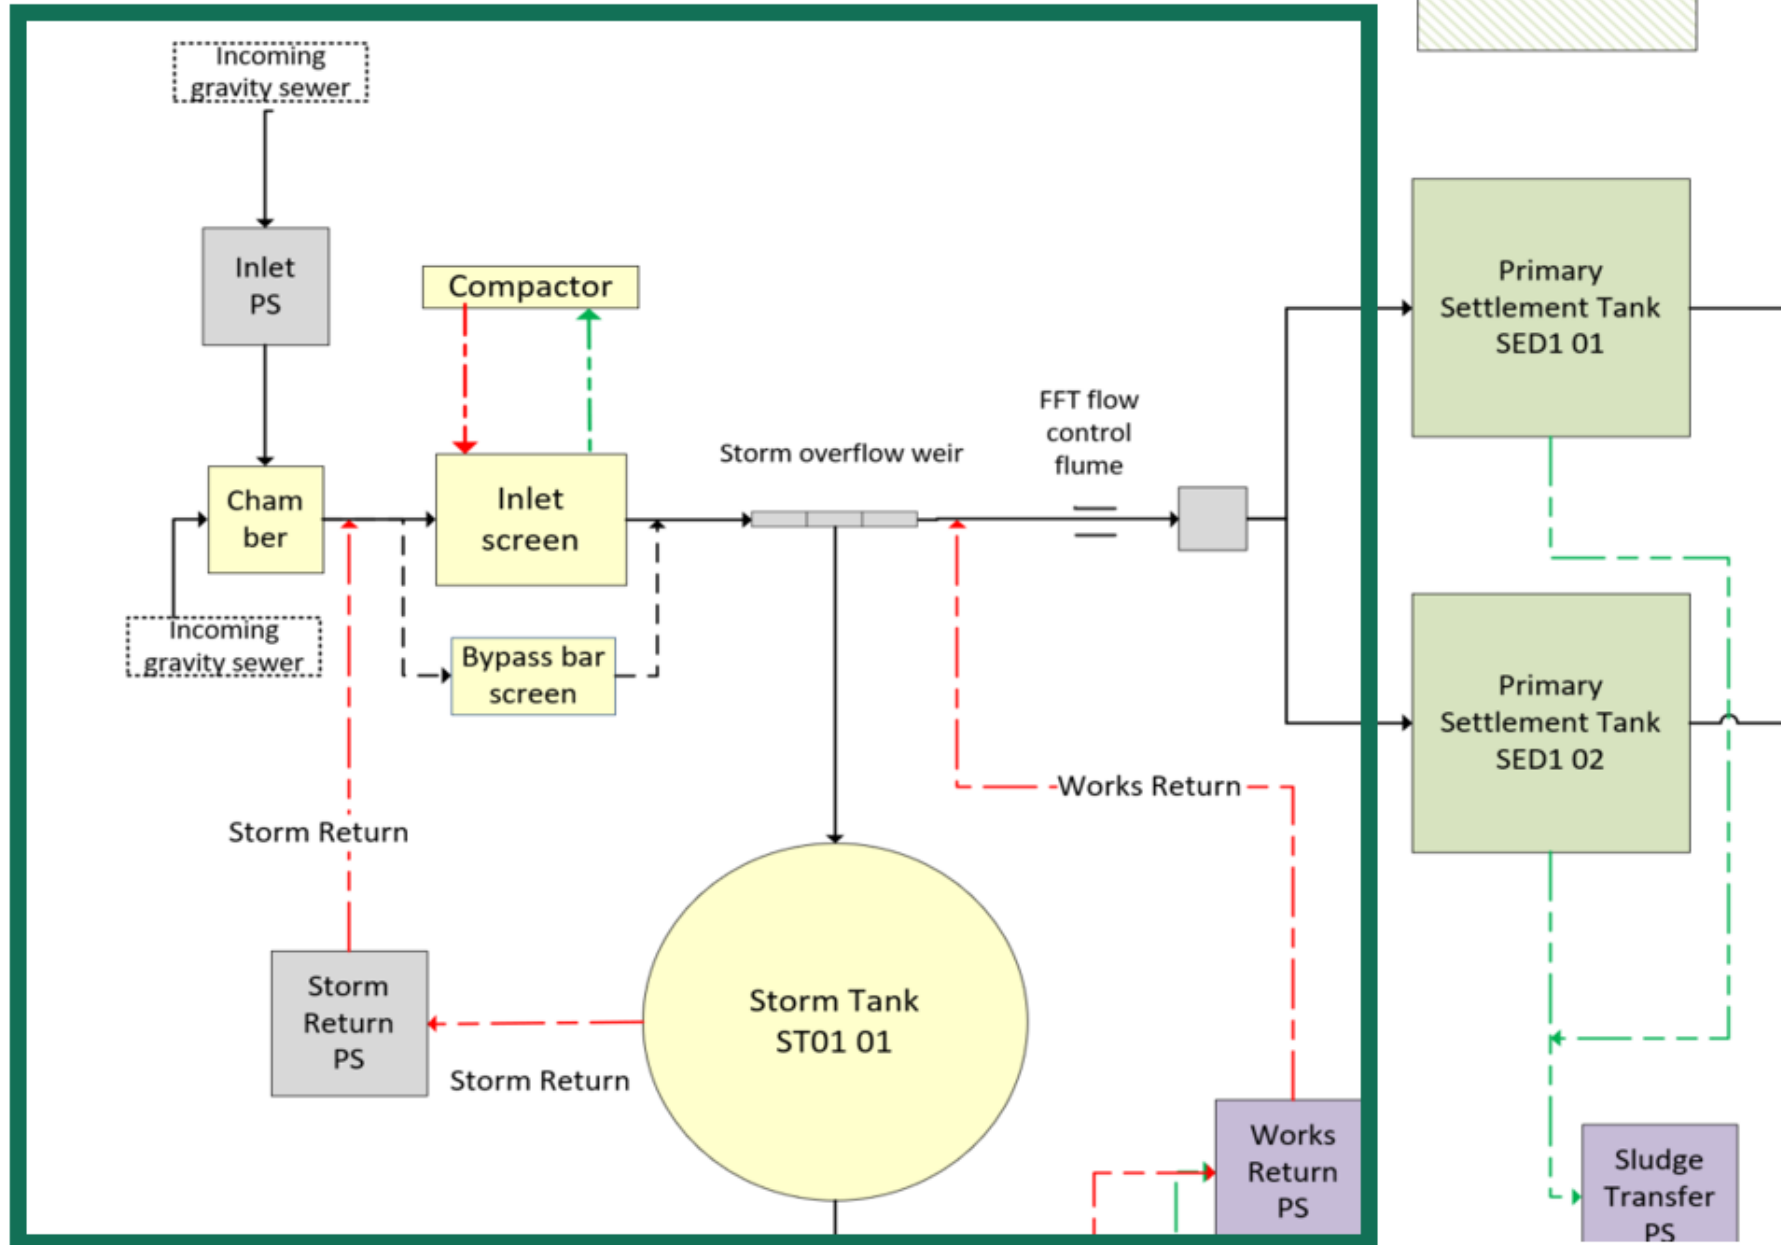 Incoming
gravity sewer
Inlet
PS
Compactor
Cham
ber
Inlet
screen
Incoming
gravity sewer
Bypass bar
screen
Storm overflow weir
FFT flow
control
flume
Primary
Settlement Tank
SED1 01
Primary
Settlement Tank
SED1 02
Works Return
Storm Return
Storm
Return
PS
Storm Return
Storm Tank
ST01 01
Works
Return
PS
Sludge
Transfer
PS